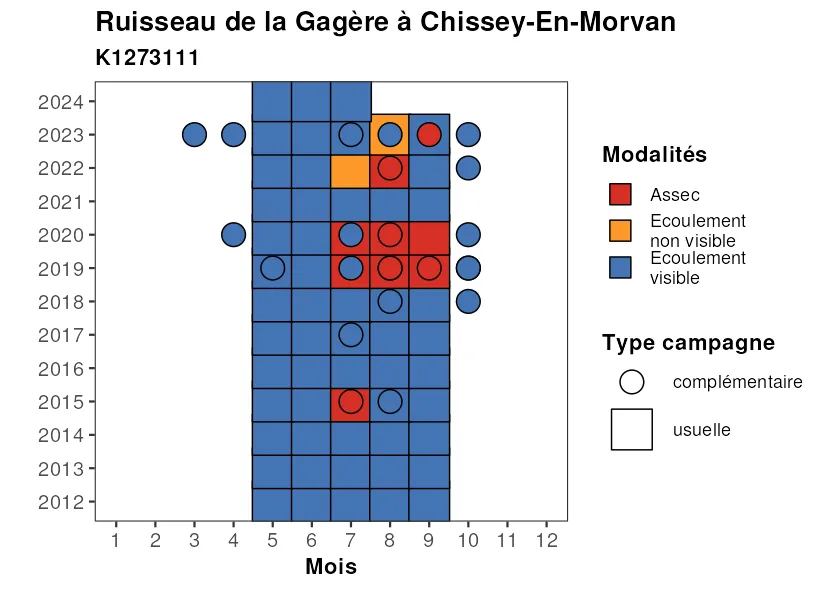 Ruisseau de la Gagère à Chissey-En-Morvan
K1273111
2024
2023
2022
2021
2020
2019
2018
2017
2016
2015
2014
2013
2012
1 2 3 4 5 6 7 8 9 10 11 12
Mois
Modalités
Assec
Ecoulement
non visible
Ecoulement
visible
Type campagne
complémentaire
usuelle